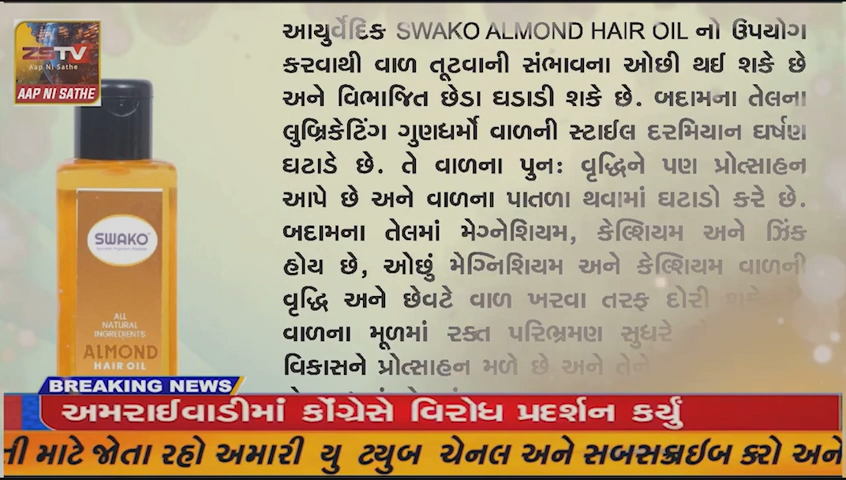 ZSTV
Aap Ni Sathe
AAP NI SATHE
આયુર્વેદિક SWAKO ALMOND HAIR OIL નો ઉપયોગ
કરવાથી વાળ તૂટવાની સંભાવના ઓછી થઈ શકે છે
અને વિભાજિત છેડા ઘડાડી શકે છે. બદામના તેલના
લુબ્રિકેટિંગ ગુણધર્મો વાળની સ્ટાઈલ દરમિયાન ઘર્ષણ
ઘટાડે છે. તે વાળના પુનઃ વૃદ્ધિને પણ પ્રોત્સાહન
આપે છે અને વાળના પાતળા થવામાં ઘટાડો કરે છે.
બદામના તેલમાં મેગ્નેશિયમ, કેલ્શિયમ અને ઝિંક
હોય છે, ઓછું મેગ્નિશિયમ અને કેલ્શિયમ વાળની
વૃદ્ધિ અને છેવટે વાળ ખરવા તરફ દોરી શકે
વાળના મૂળમાં રક્ત પરિભ્રમણ સુધરે
વિકાસને પ્રોત્સાહન મળે છે અને તેને
SWAKO
ALL
NATURAL
INGREDIENTS
ALMOND
HAIR OIL
BREAKING NEWS
અમરાઈવાડીમાં કોંગ્રેસે વિરોધ પ્રદર્શન કર્યું
તી માટે જોતા રહો અમારી યુ ટ્યુબ ચેનલ અને સબસક્રાઇબ કરો અને